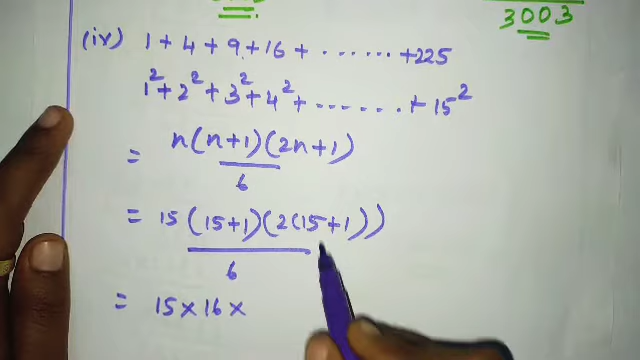 3003
(iv) 1 + 4 + 9 + 16 + ....... + 225
1² + 2² + 3² + 4² + ........ + 15²
= n(n+1)(2n+1)
6
= 15 (15+1)(2(15+1))
6
= 15 × 16 ×